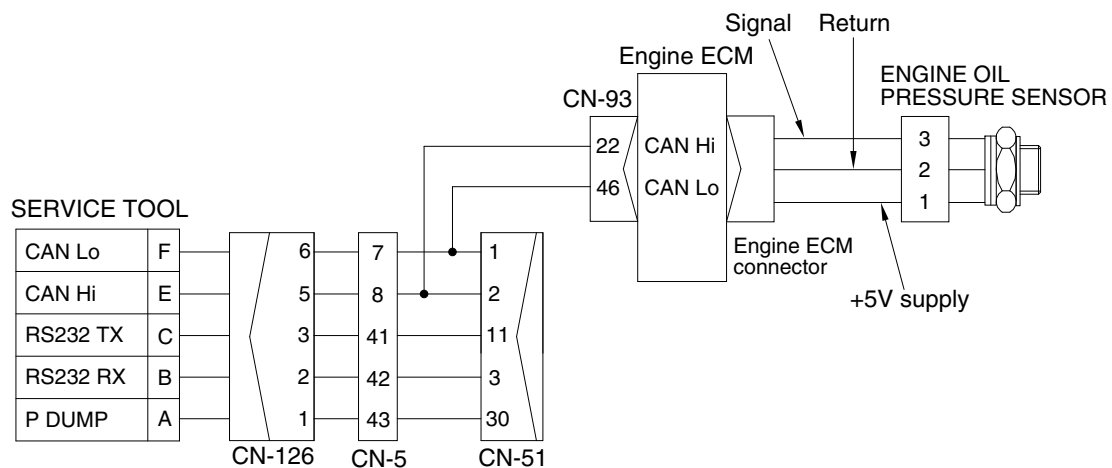 Signal Return
Engine ECM
ENGINE OIL
PRESSURE SENSOR
CN-93
22 CAN Hi 3
46 CAN Lo 2
1
SERVICE TOOL
Engine ECM
connector
+5V supply
CAN Lo F 6 7 1
CAN Hi E 5 8 2
RS232 TX C 3 41 11
RS232 RX B 2 42 3
P DUMP A 1 43 30
CN-126 CN-5 CN-51